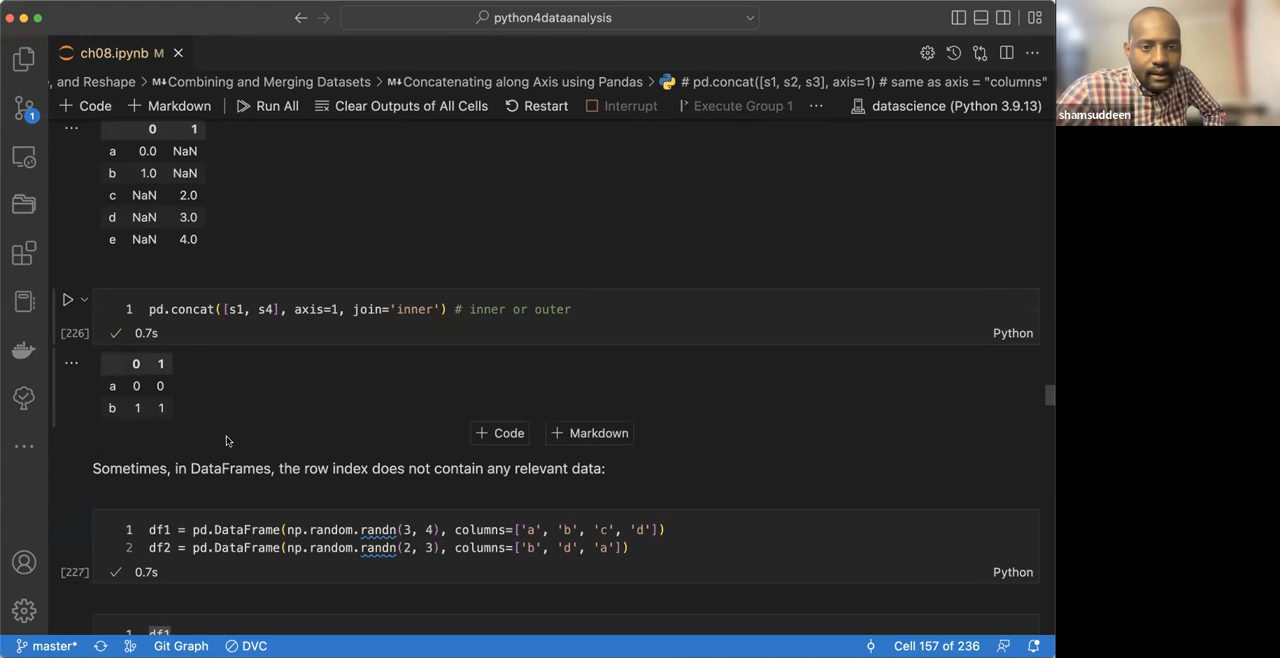 python4dataanalysis
ch08.ipynb M
, and Reshape > M↓Combining and Merging Datasets > M↓Concatenating along Axis using Pandas > # pd.concat([s1, s2, s3], axis=1) # same as axis = "columns"
+ Code + Markdown Run All Clear Outputs of All Cells Restart Interrupt Execute Group 1 ... datascience (Python 3.9.13)
shamsuddeen
0 1
a 0.0 NaN
b 1.0 NaN
c NaN 2.0
d NaN 3.0
e NaN 4.0
1 pd.concat([s1, s4], axis=1, join='inner') # inner or outer
[226] 0.7s Python
0 1
a 0 0
b 1 1
+ Code + Markdown
Sometimes, in DataFrames, the row index does not contain any relevant data:
1 df1 = pd.DataFrame(np.random.randn(3, 4), columns=['a', 'b', 'c', 'd'])
2 df2 = pd.DataFrame(np.random.randn(2, 3), columns=['b', 'd', 'a'])
[227] 0.7s Python
1 df1
master* Git Graph DVC Cell 157 of 236